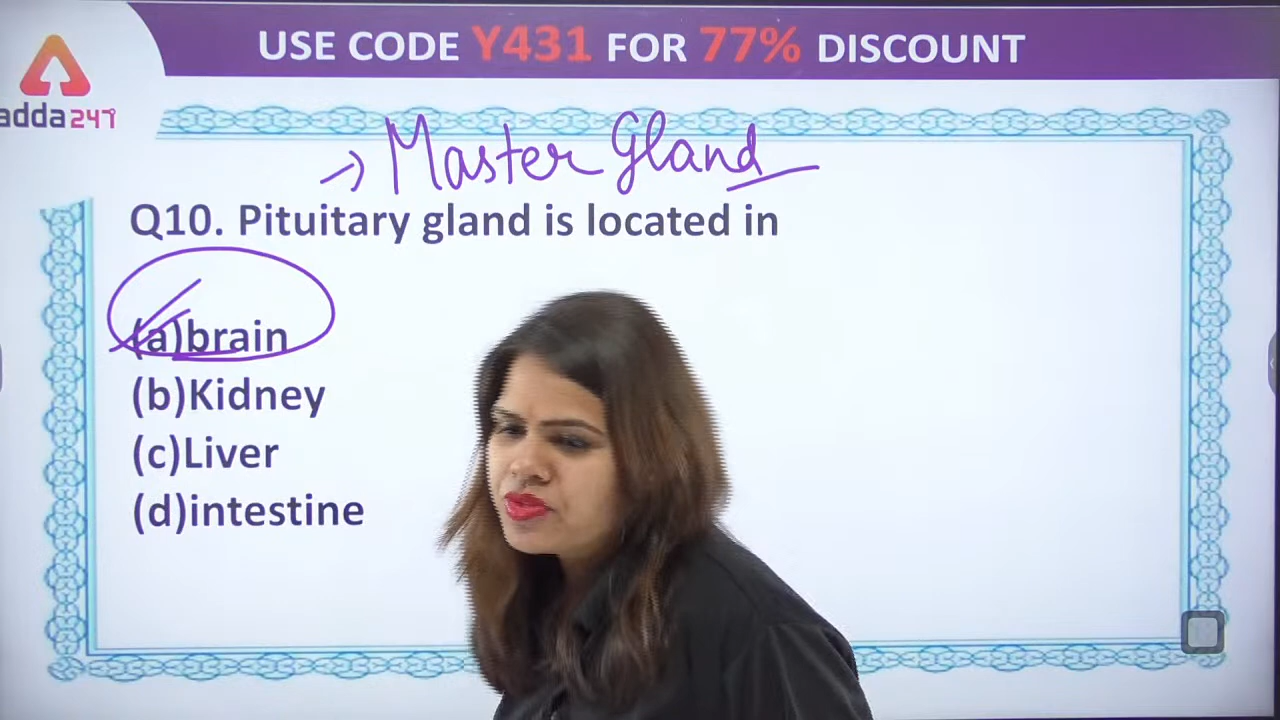 USE CODE Y431 FOR 77% DISCOUNT
adda247
→ Master Gland
Q10. Pituitary gland is located in
(a)brain
(b)Kidney
(c)Liver
(d)intestine